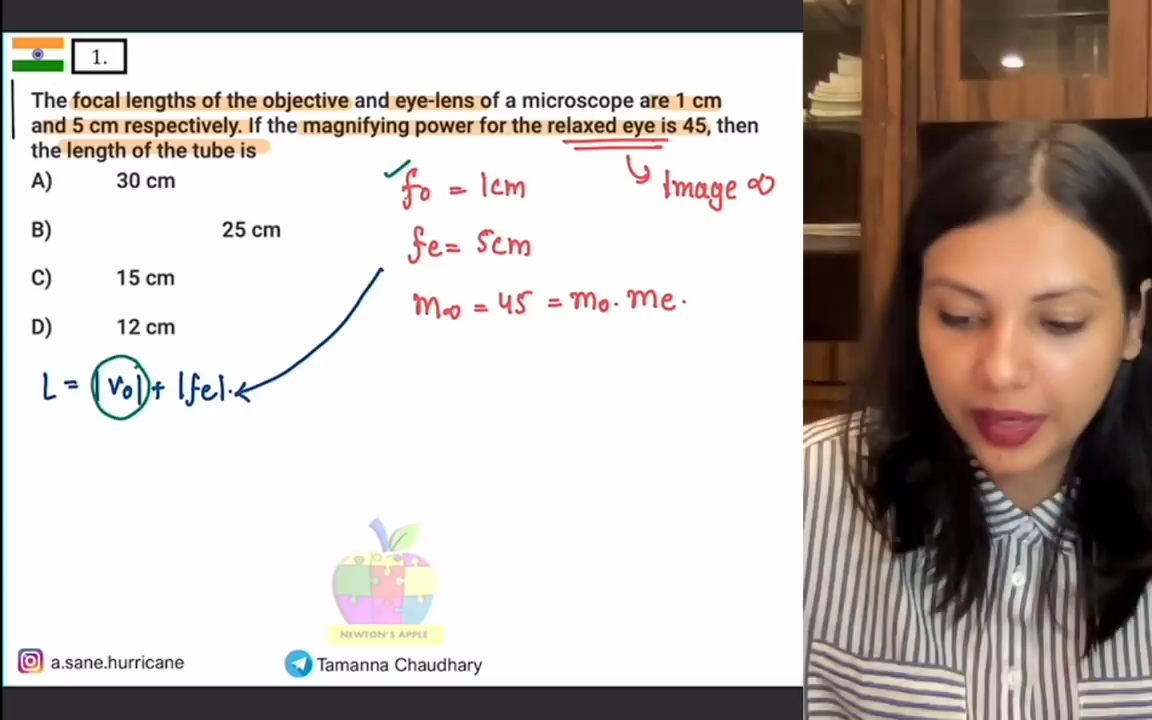 1.
The focal lengths of the objective and eye-lens of a microscope are 1 cm
and 5 cm respectively. If the magnifying power for the relaxed eye is 45, then
the length of the tube is
A) 30 cm
B) 25 cm
C) 15 cm
D) 12 cm
fo = 1cm
Image ∞
fe = 5cm
m∞ = 45 = mo. me.
L = |vo| + |fe|.
NEWTON'S APPLE
a.sane.hurricane
Tamanna Chaudhary